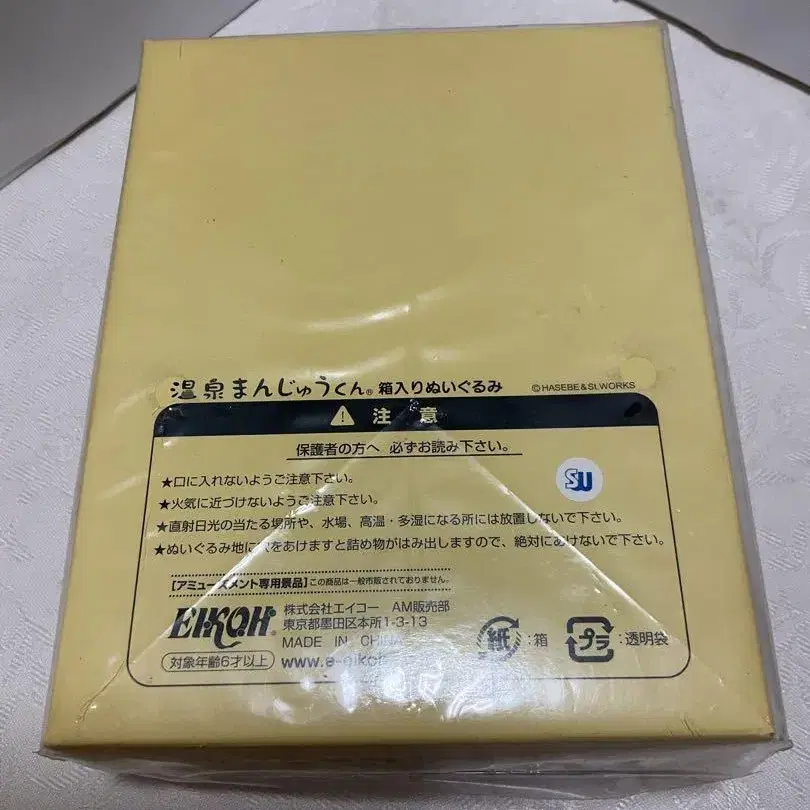 温泉まんじゅうくん® 箱入りぬいぐるみ ©HASEBE & SI. WORKS
注意
保護者の方へ 必ずお読み下さい。
★口に入れないようご注意下さい。
★火気に近づけないようご注意下さい。
SU
★直射日光の当たる場所や、水場、高温・多湿になる所には放置しないで下さい。
★ぬいぐるみ地に穴をあけますと詰め物がはみ出しますので、絶対にあけないで下さい。
【アミューズメント専用景品】この商品は一般市販されておりません。
EIKOH® 株式会社エイコー AM販売部
東京都墨田区本所1-3-13
MADE IN CHINA
対象年齢6才以上 www.e-eikoh
紙:箱 プラ:透明袋